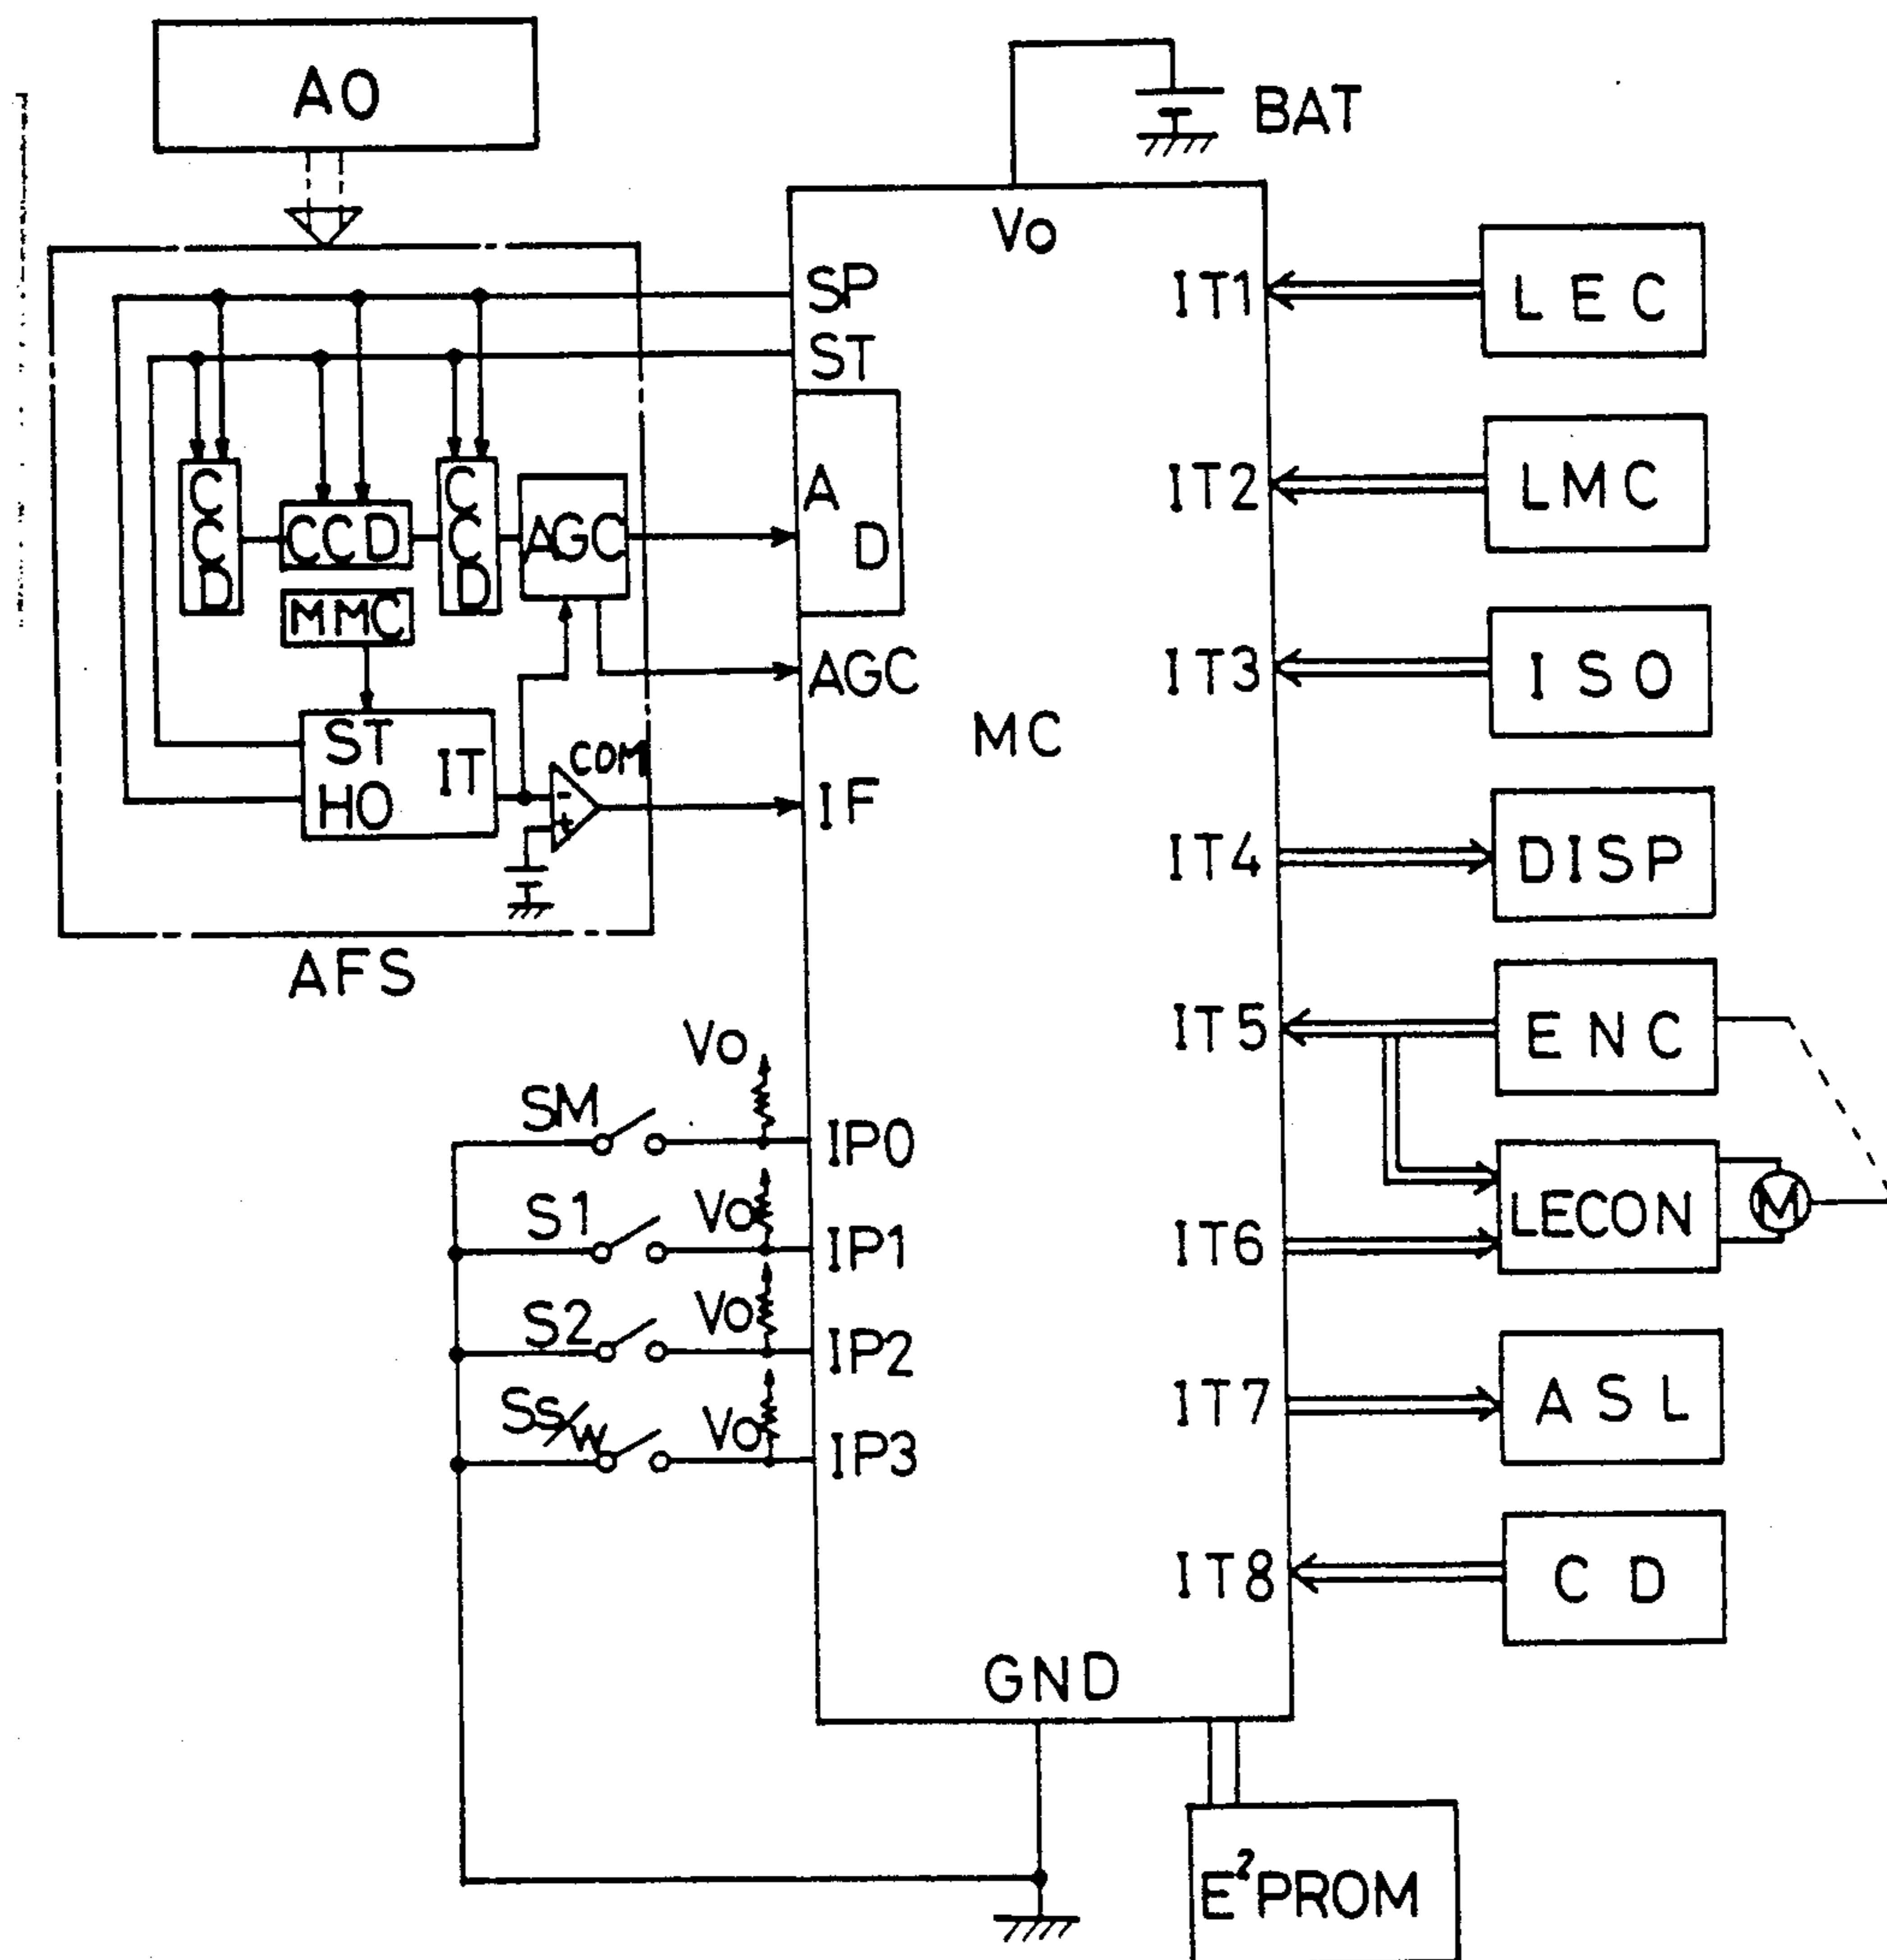 AO
BAT
Vo
SP
ST
IT1
LEC
A
D
IT2
LMC
CCD
CCD
CCD
AGC
MMC
AGC
IT3
ISO
MC
ST
HO
IT
COM
-
+
IF
IT4
DISP
AFS
IT5
ENC
Vo
SM
IP0
S1
Vo
IP1
IT6
LECON
M
S2
Vo
IP2
IT7
ASL
Ss/w
Vo
IP3
IT8
CD
GND
E²PROM